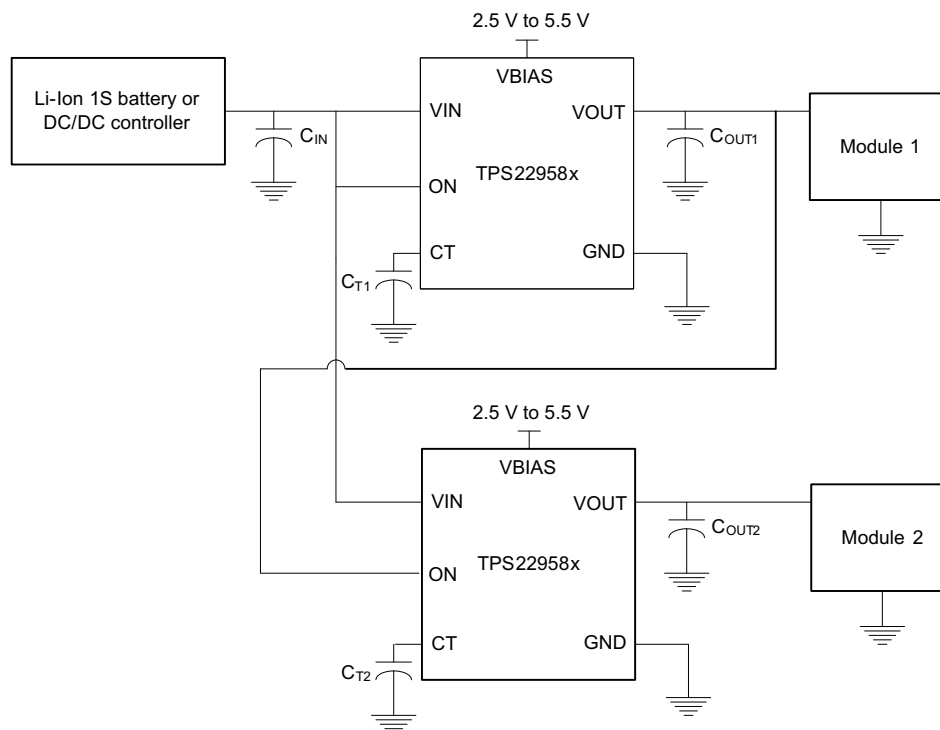 2.5 V to 5.5 V
VBIAS
Li-Ion 1S battery or
DC/DC controller
VIN
VOUT
CIN
COUT1
Module 1
ON
TPS22958x
CT
GND
CT1
2.5 V to 5.5 V
VBIAS
VIN
VOUT
COUT2
Module 2
ON
TPS22958x
CT
GND
CT2